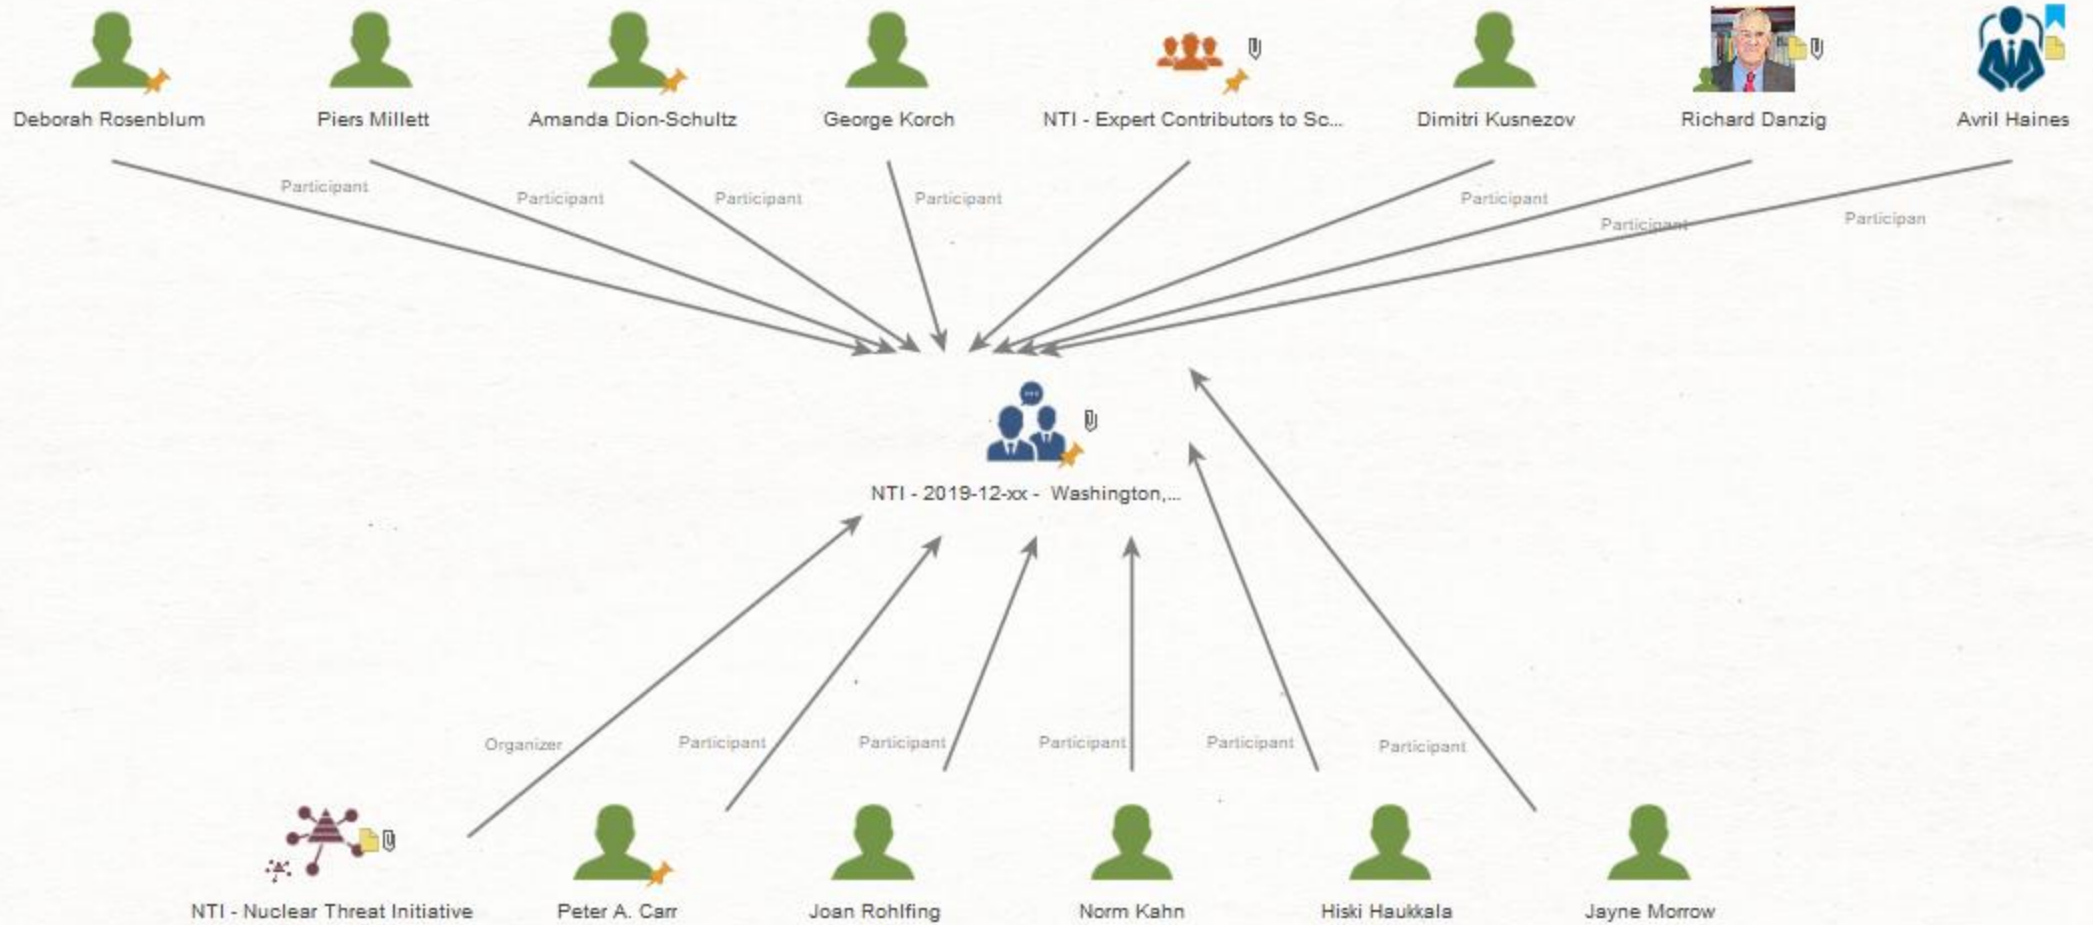 Deborah Rosenblum
Piers Millett
Amanda Dion-Schultz
George Korch
NTI - Expert Contributors to Sc...
Dimitri Kusnezov
Richard Danzig
Avril Haines
Participant
Participant
Participant
Participant
Participant
Participant
Participan
NTI - 2019-12-xx - Washington,...
Organizer
Participant
Participant
Participant
Participant
Participant
NTI - Nuclear Threat Initiative
Peter A. Carr
Joan Rohlfing
Norm Kahn
Hiski Haukkala
Jayne Morrow